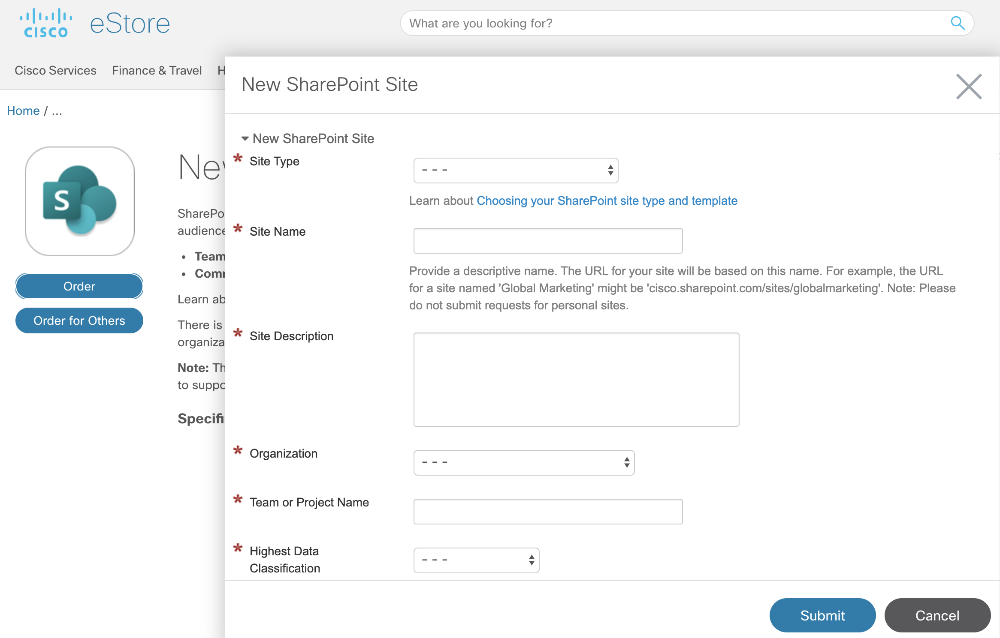 cisco
eStore
What are you looking for?
Cisco Services Finance & Travel H
Home / ...
S
Order
Order for Others
New
SharePo
audience
• Team
• Comm
Learn ab
There is
organiza
Note: Th
to suppo
Specifi
New SharePoint Site
New SharePoint Site
* Site Type
- - -
Learn about Choosing your SharePoint site type and template
* Site Name
Provide a descriptive name. The URL for your site will be based on this name. For example, the URL
for a site named 'Global Marketing' might be 'cisco.sharepoint.com/sites/globalmarketing'. Note: Please
do not submit requests for personal sites.
* Site Description
* Organization
- - -
* Team or Project Name
* Highest Data
Classification
- - -
Submit
Cancel